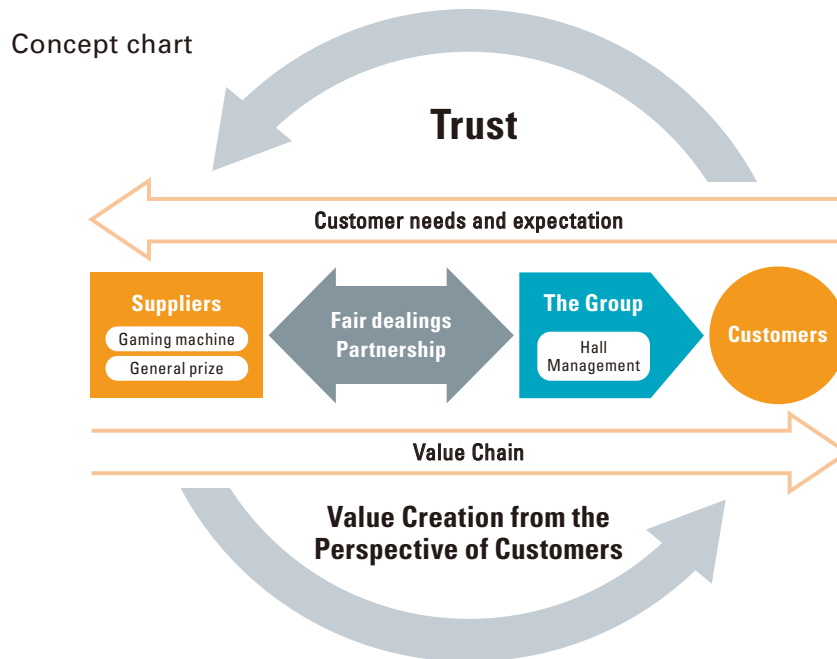 Concept chart
Trust
Customer needs and expectation
Suppliers
Gaming machine
General prize
Fair dealings
Partnership
The Group
Hall
Management
Customers
Value Chain
Value Creation from the
Perspective of Customers